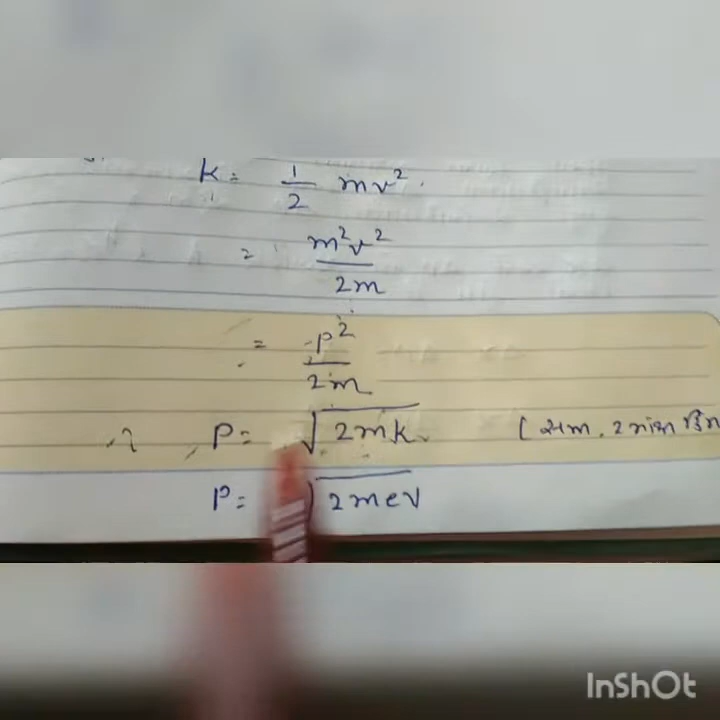 K = 1/2 mv².
= m²v²/2m
= p²/2m
∴ P = √2mK
P = √2meV
InShOt